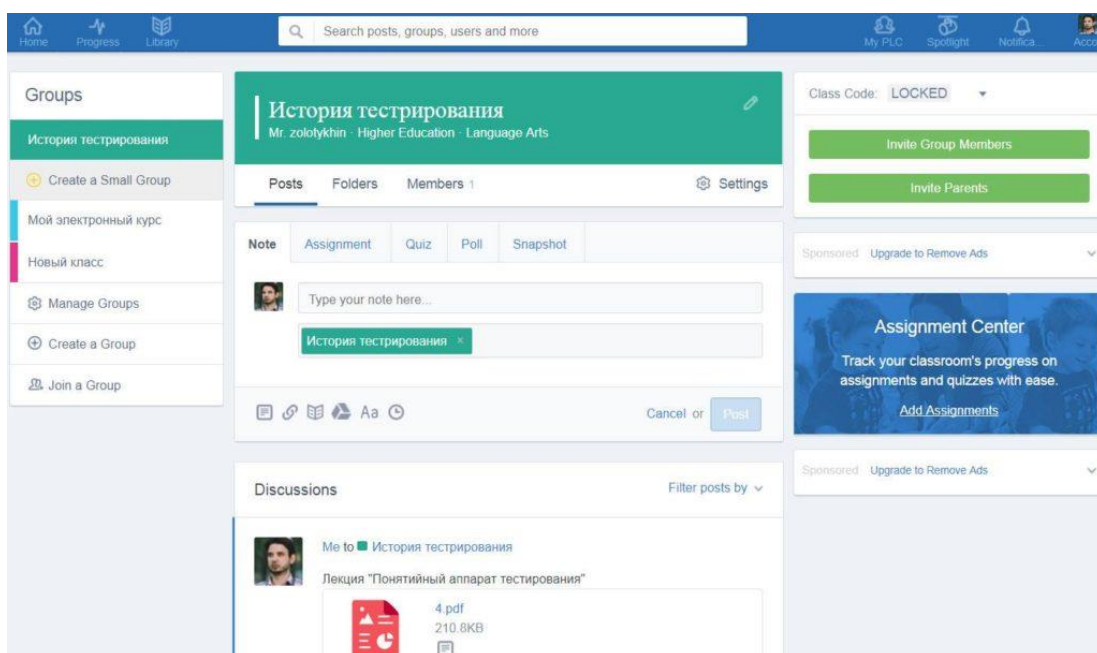 Home Progress Library
Search posts, groups, users and more
My PLC Spotlight Notifica... Acco
Groups
История тестрирования
Create a Small Group
Мой электронный курс
Новый класс
Manage Groups
Create a Group
Join a Group
История тестрирования
Mr. zolotykhin · Higher Education · Language Arts
Posts Folders Members 1 Settings
Note Assignment Quiz Poll Snapshot
Type your note here...
История тестрирования ×
Aa
Cancel or Post
Discussions
Filter posts by
Me to История тестрирования
Лекция "Понятийный аппарат тестирования"
4.pdf
210.8KB
Class Code: LOCKED
Invite Group Members
Invite Parents
Sponsored Upgrade to Remove Ads
Assignment Center
Track your classroom's progress on
assignments and quizzes with ease.
Add Assignments
Sponsored Upgrade to Remove Ads